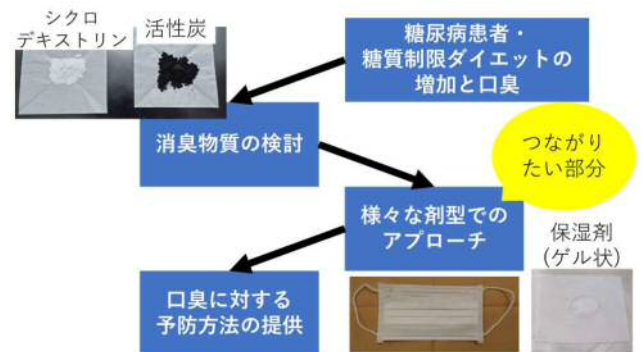 シクロ
デキストリン
活性炭
糖尿病患者・
糖質制限ダイエットの
増加と口臭
消臭物質の検討
つながり
たい部分
様々な剤型での
アプローチ
保湿剤
(ゲル状)
口臭に対する
予防方法の提供